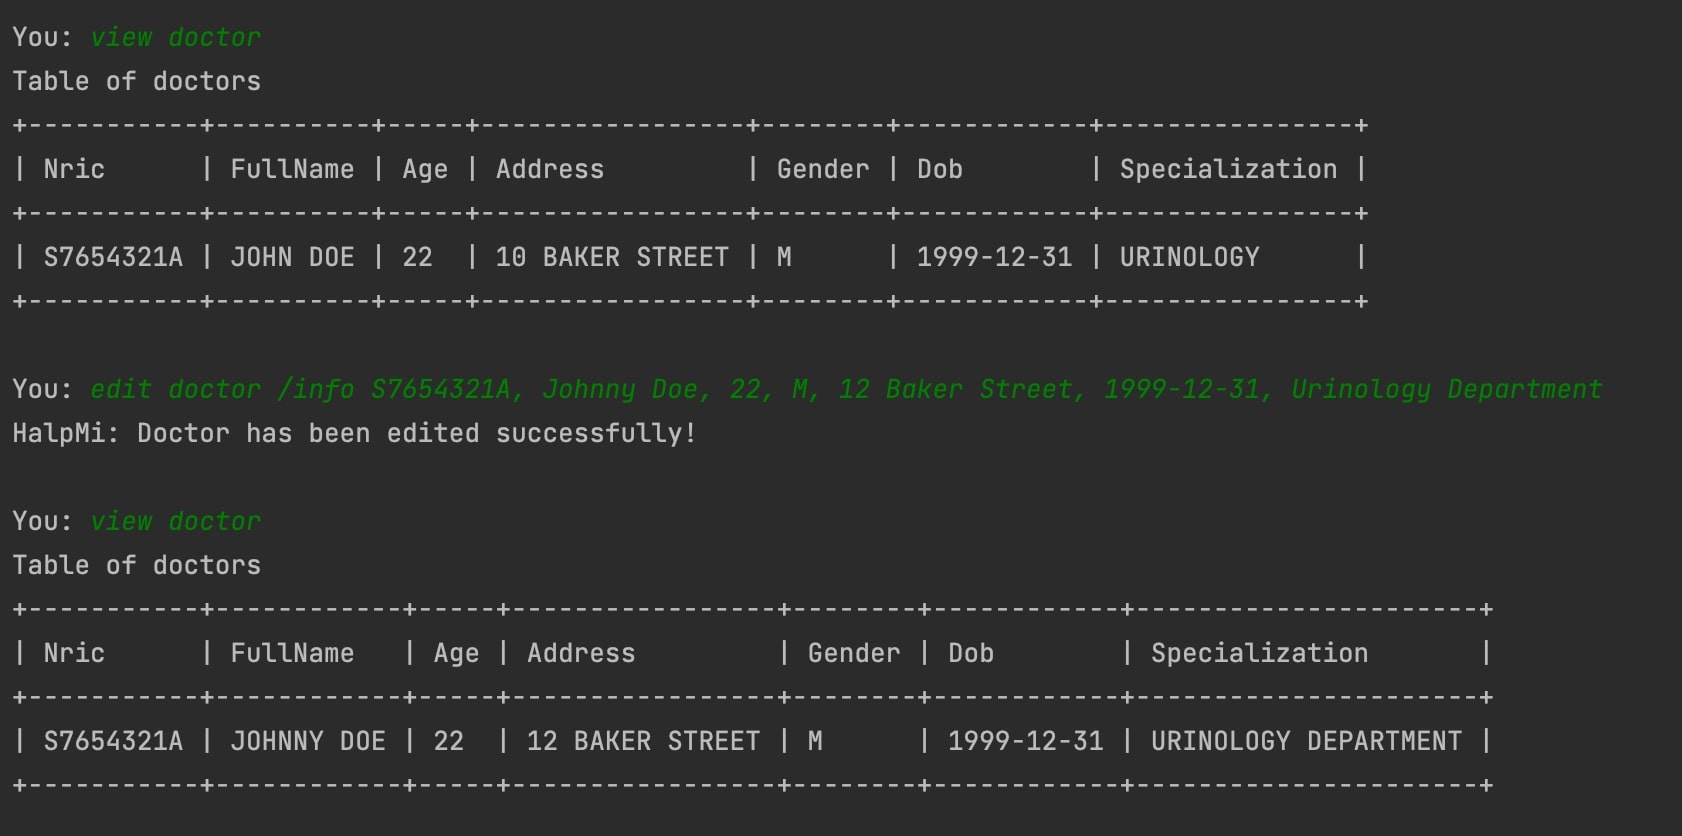 You: view doctor
Table of doctors
+-----------+----------+-----+-----------------+--------+------------+----------------+
| Nric      | FullName | Age | Address         | Gender | Dob        | Specialization |
+-----------+----------+-----+-----------------+--------+------------+----------------+
| S7654321A | JOHN DOE | 22  | 10 BAKER STREET | M      | 1999-12-31 | URINOLOGY      |
+-----------+----------+-----+-----------------+--------+------------+----------------+
You: edit doctor /info S7654321A, Johnny Doe, 22, M, 12 Baker Street, 1999-12-31, Urinology Department
HalpMi: Doctor has been edited successfully!
You: view doctor
Table of doctors
+-----------+------------+-----+-----------------+--------+------------+----------------------+
| Nric      | FullName   | Age | Address         | Gender | Dob        | Specialization       |
+-----------+------------+-----+-----------------+--------+------------+----------------------+
| S7654321A | JOHNNY DOE | 22  | 12 BAKER STREET | M      | 1999-12-31 | URINOLOGY DEPARTMENT |
+-----------+------------+-----+-----------------+--------+------------+----------------------+